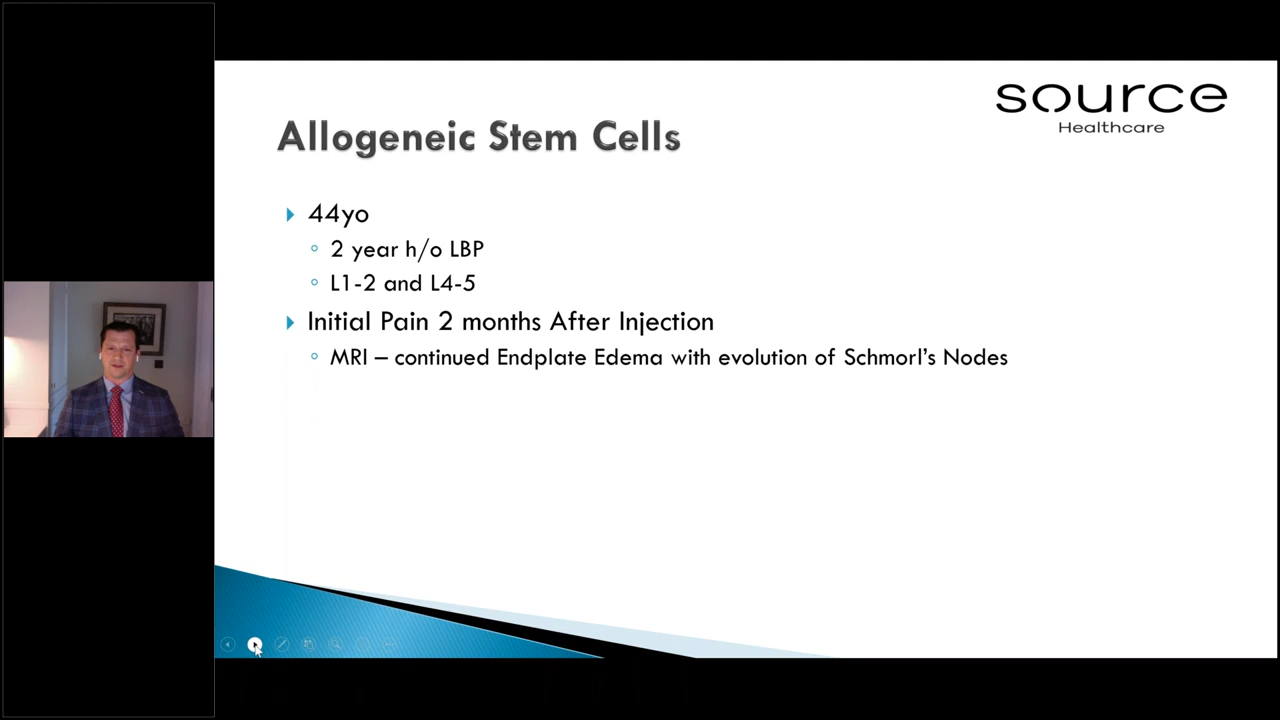 source
Healthcare
Allogeneic Stem Cells
44yo
2 year h/o LBP
L1-2 and L4-5
Initial Pain 2 months After Injection
MRI – continued Endplate Edema with evolution of Schmorl's Nodes